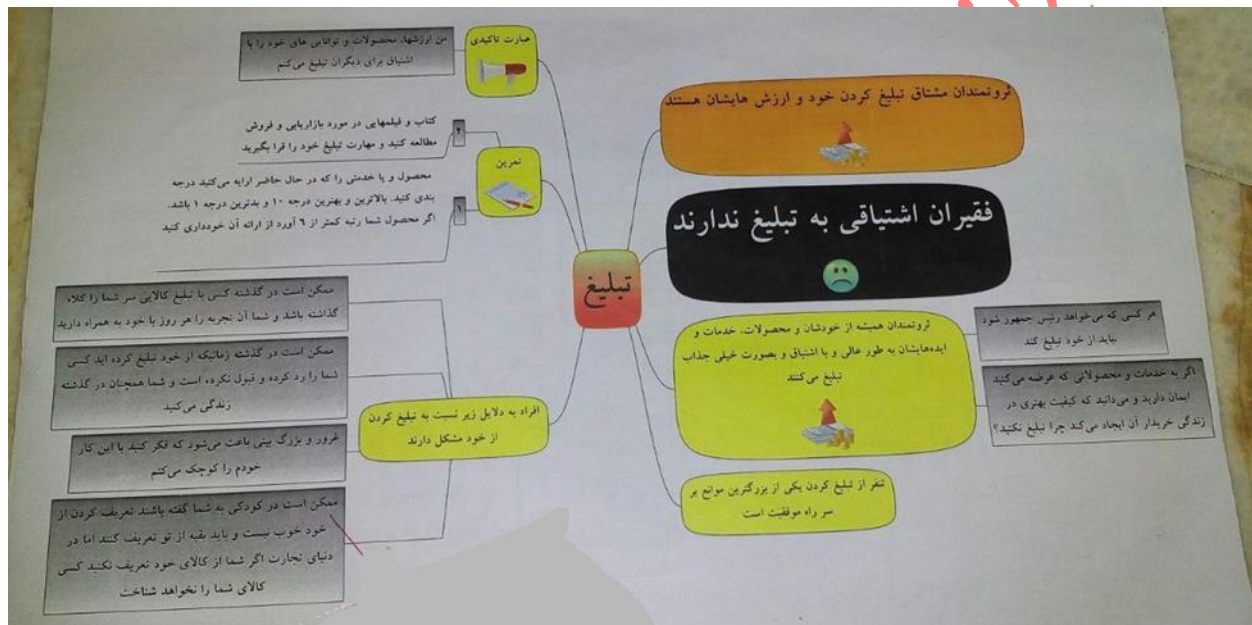 تبلیغ
ثروتمندان مشتاق تبلیغ کردن خود و ارزش هایشان هستند
فقیران اشتیاقی به تبلیغ ندارند
ثروتمندان همیشه از خودشان و محصولات، خدمات و
ایده‌هایشان به طور عالی و با اشتیاق و بصورت خیلی جذاب
تبلیغ می‌کنند
هر کسی که می‌خواهد رئیس جمهور شود
باید از خود تبلیغ کند.
اگر به خدمات و محصولاتی که عرضه می‌کنید
ایمان دارید و می‌دانید که کیفیت بهتری در
زندگی خریدار آن ایجاد می‌کند چرا تبلیغ نکنید؟
تنفر از تبلیغ کردن یکی از بزرگترین موانع بر
سر راه موفقیت است
عبارت تاکیدی
من ارزشها، محصولات و توانایی های خود را با
اشتیاق برای دیگران تبلیغ می‌کنم
تمرین
۲
کتاب و فیلمهایی در مورد بازاریابی و فروش
مطالعه کنید و مهارت تبلیغ خود را فرا بگیرید
۱
محصول و یا خدمتی را که در حال حاضر ارایه می‌کنید درجه
بندی کنید. بالاترین و بهترین درجه ۱۰ و بدترین درجه ۱ باشد.
اگر محصول شما رتبه کمتر از ۶ آورد از ارائه آن خودداری کنید
افراد به دلایل زیر نسبت به تبلیغ کردن
از خود مشکل دارند
ممکن است در گذشته کسی با تبلیغ کالایی سر شما را کلاه
گذاشته باشد و شما آن تجربه را هر روز با خود به همراه دارید
ممکن است در گذشته زمانیکه از خود تبلیغ کرده اید کسی
شما را رد کرده و قبول نکرده است و شما همچنان در گذشته
زندگی می‌کنید
غرور و بزرگ بینی باعث می‌شود که فکر کنید با این کار
خودم را کوچک می‌کنم
ممکن است در کودکی به شما گفته باشند تعریف کردن از
خود خوب نیست و باید بقیه از تو تعریف کنند اما در
دنیای تجارت اگر شما از کالای خود تعریف نکنید کسی
کالای شما را نخواهد شناخت